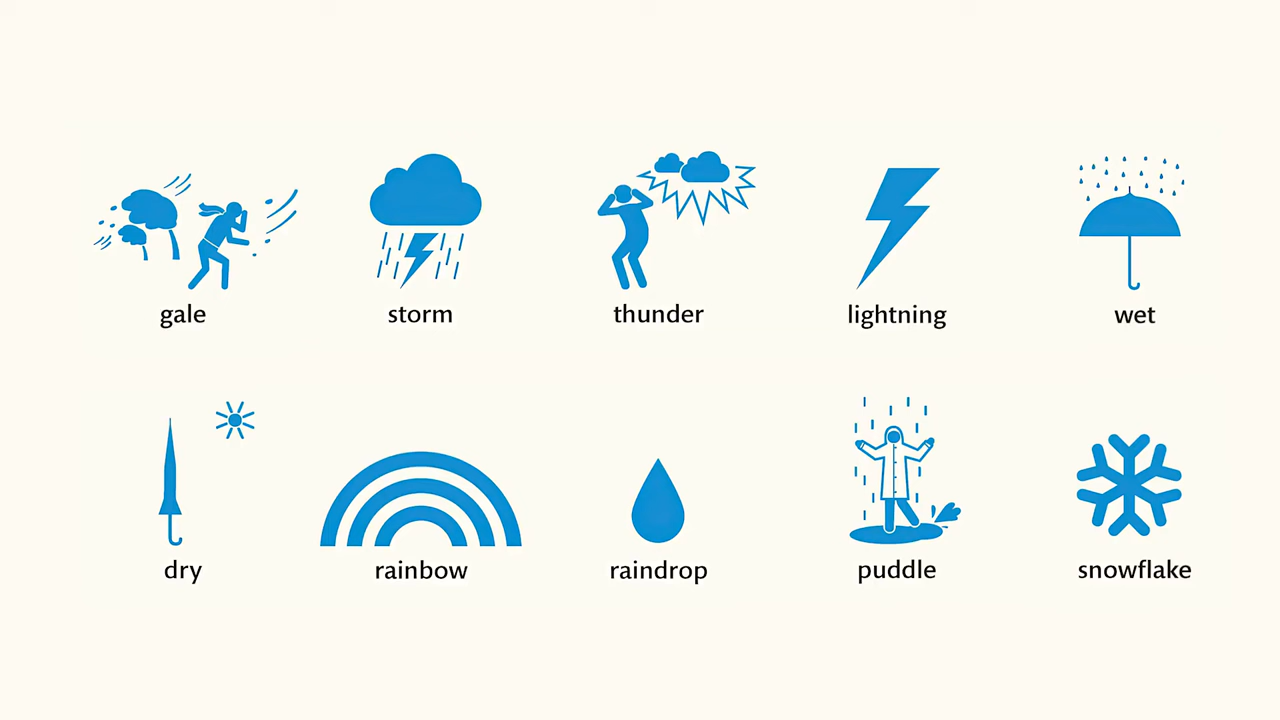 gale
storm
thunder
lightning
wet
dry
rainbow
raindrop
puddle
snowflake